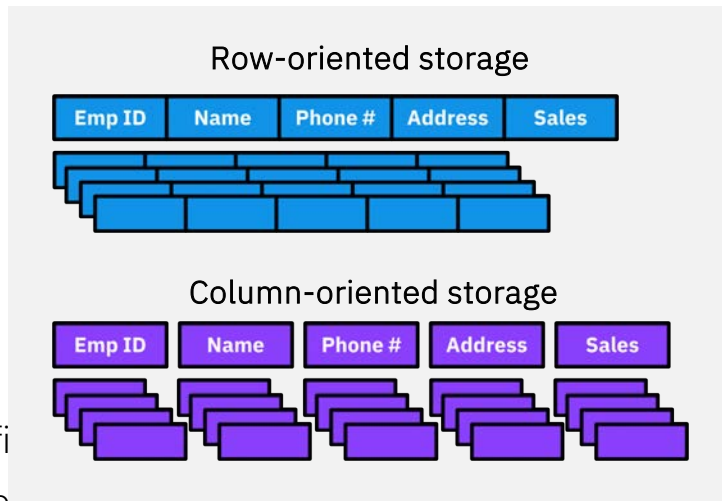 Row-oriented storage
Emp ID Name Phone # Address Sales
Column-oriented storage
Emp ID Name Phone # Address Sales